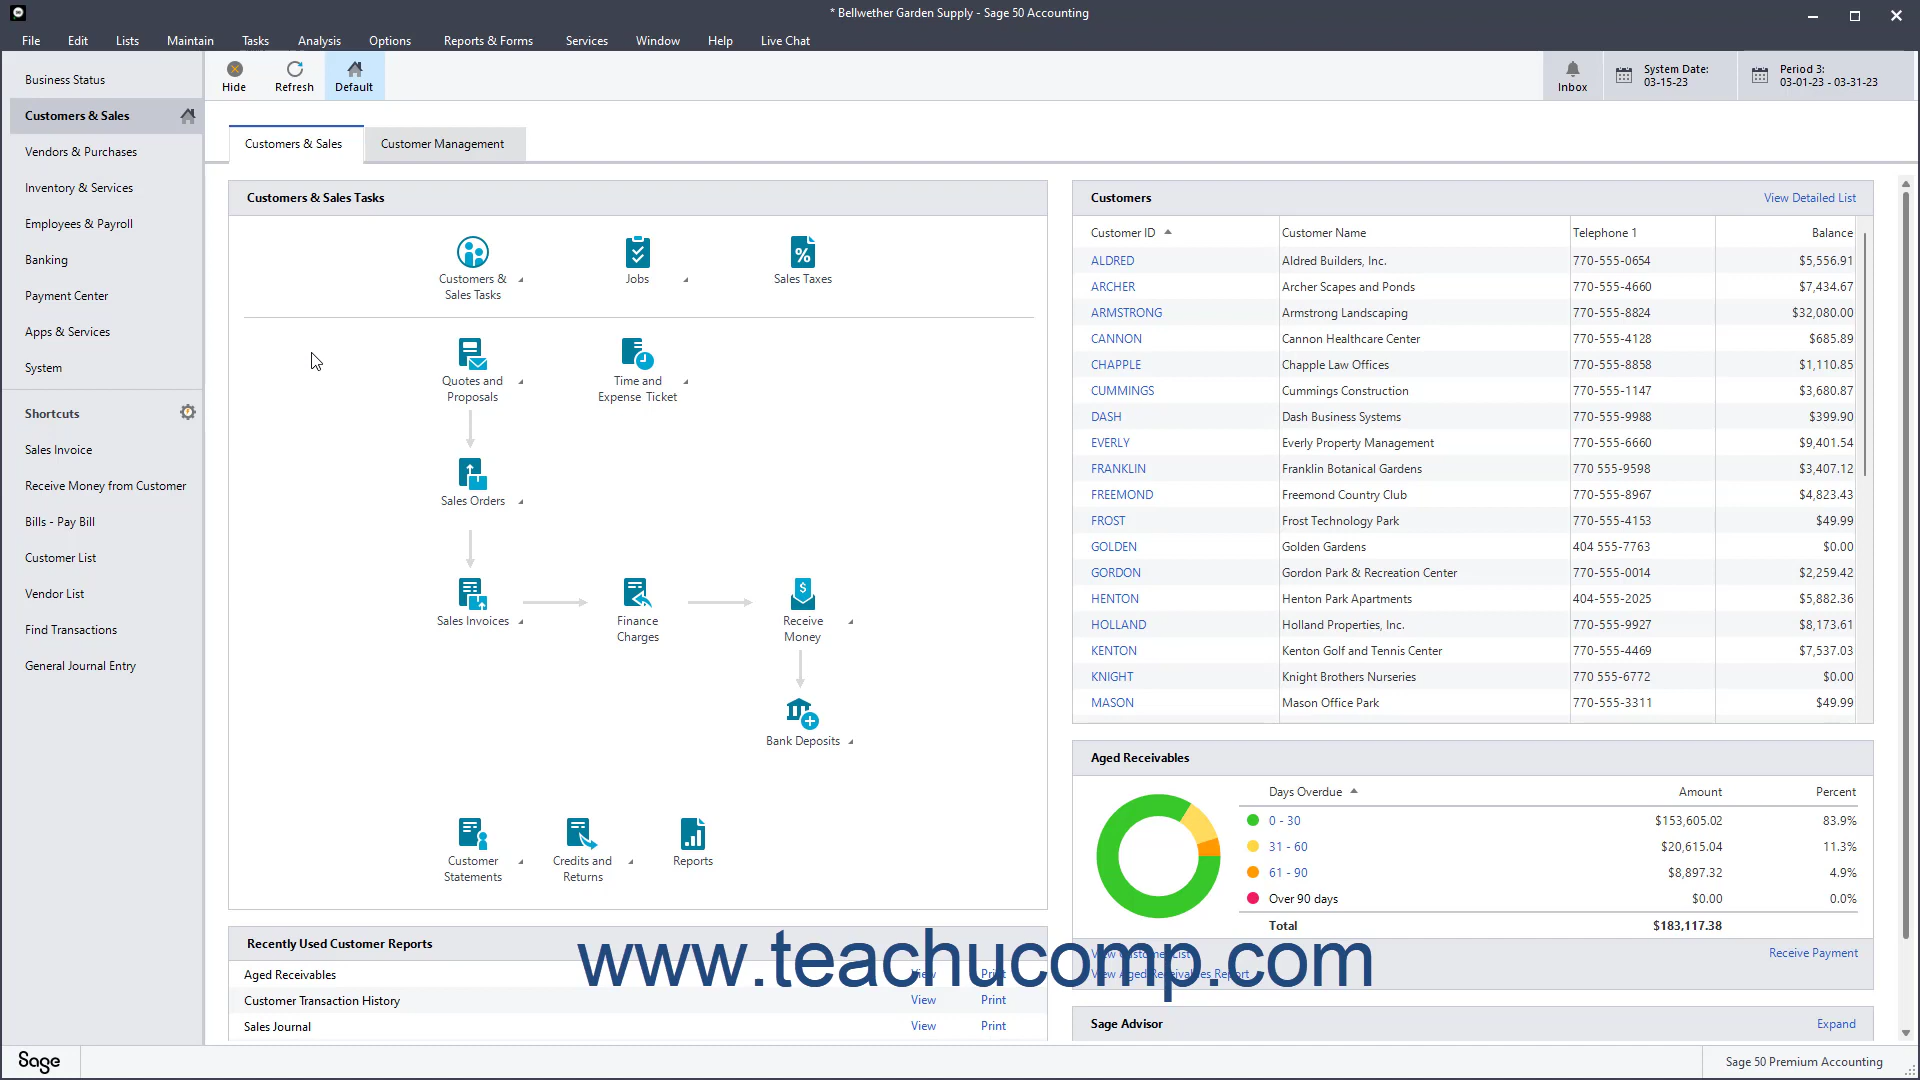 * Bellwether Garden Supply - Sage 50 Accounting
File Edit Lists Maintain Tasks Analysis Options Reports & Forms Services Window Help Live Chat
Business Status
Customers & Sales
Vendors & Purchases
Inventory & Services
Employees & Payroll
Banking
Payment Center
Apps & Services
System
Shortcuts
Sales Invoice
Receive Money from Customer
Bills - Pay Bill
Customer List
Vendor List
Find Transactions
General Journal Entry
Hide Refresh Default
Inbox
System Date:
03-15-23
Period 3:
03-01-23 - 03-31-23
Customers & Sales Customer Management
Customers & Sales Tasks
Customers &
Sales Tasks
Jobs
Sales Taxes
Quotes and
Proposals
Time and
Expense Ticket
Sales Orders
Sales Invoices
Finance
Charges
Receive
Money
Bank Deposits
Customer
Statements
Credits and
Returns
Reports
Recently Used Customer Reports
Aged Receivables View Print
Customer Transaction History View Print
Sales Journal View Print
Customers View Detailed List
Customer ID Customer Name Telephone 1 Balance
ALDRED Aldred Builders, Inc. 770-555-0654 $5,556.91
ARCHER Archer Scapes and Ponds 770-555-4660 $7,434.67
ARMSTRONG Armstrong Landscaping 770-555-8824 $32,080.00
CANNON Cannon Healthcare Center 770-555-4128 $685.89
CHAPPLE Chapple Law Offices 770-555-8858 $1,110.85
CUMMINGS Cummings Construction 770-555-1147 $3,680.87
DASH Dash Business Systems 770-555-9988 $399.90
EVERLY Everly Property Management 770-555-6660 $9,401.54
FRANKLIN Franklin Botanical Gardens 770 555-9598 $3,407.12
FREEMOND Freemond Country Club 770-555-8967 $4,823.43
FROST Frost Technology Park 770-555-4153 $49.99
GOLDEN Golden Gardens 404 555-7763 $0.00
GORDON Gordon Park & Recreation Center 770-555-0014 $2,259.42
HENTON Henton Park Apartments 404-555-2025 $5,882.36
HOLLAND Holland Properties, Inc. 770-555-9927 $8,173.61
KENTON Kenton Golf and Tennis Center 770-555-4469 $7,537.03
KNIGHT Knight Brothers Nurseries 770 555-6772 $0.00
MASON Mason Office Park 770-555-3311 $49.99
Aged Receivables
Days Overdue Amount Percent
0 - 30 $153,605.02 83.9%
31 - 60 $20,615.04 11.3%
61 - 90 $8,897.32 4.9%
Over 90 days $0.00 0.0%
Total $183,117.38
View Customer List Receive Payment
View Aged Receivables Report
Sage Advisor Expand
www.teachucomp.com
Sage
Sage 50 Premium Accounting